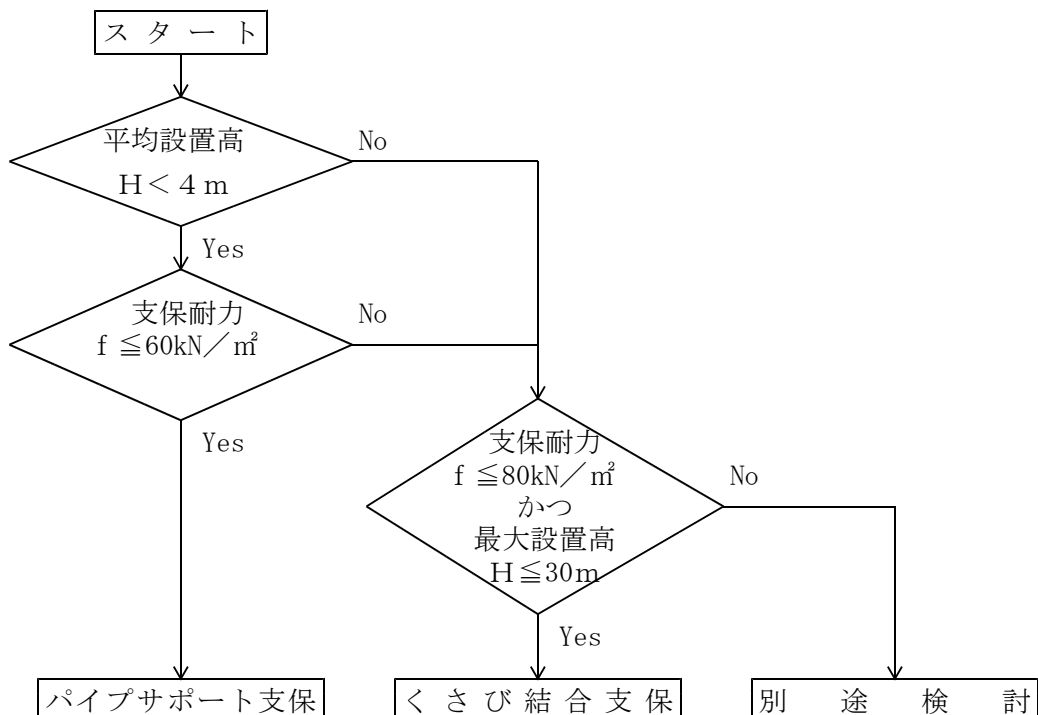 スタート
平均設置高
No
H<4m
Yes
支保耐力
No
f≦60kN/㎡
Yes
支保耐力
f≦80kN/㎡
No
かつ
最大設置高
H≦30m
Yes
パイプサポート支保
くさび結合支保
別途検討